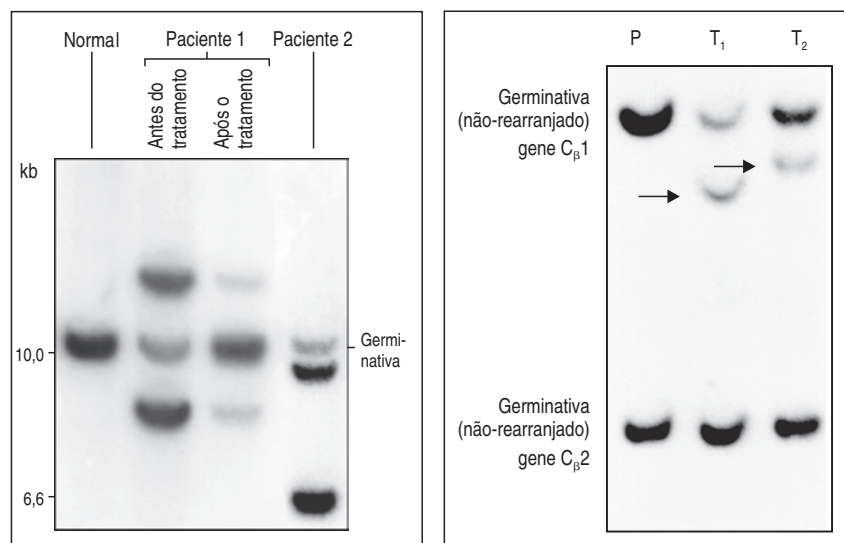 Normal
Paciente 1
Paciente 2
Antes do
tratamento
Após o
tratamento
kb
10,0
6,6
Germi-
nativa
P
T1
T2
Germinativa
(não-rearranjado)
gene Cβ1
Germinativa
(não-rearranjado)
gene Cβ2